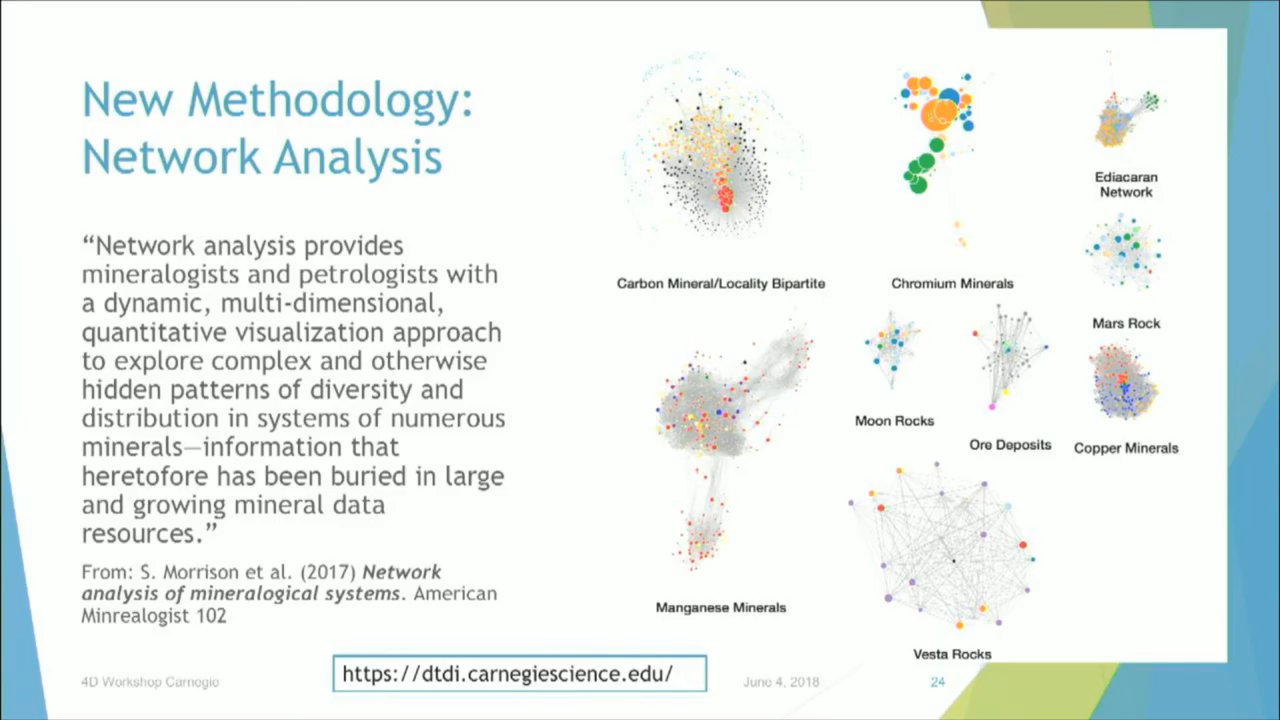 New Methodology:
Network Analysis
“Network analysis provides
mineralogists and petrologists with
a dynamic, multi-dimensional,
quantitative visualization approach
to explore complex and otherwise
hidden patterns of diversity and
distribution in systems of numerous
minerals—information that
heretofore has been buried in large
and growing mineral data
resources.”
From: S. Morrison et al. (2017) Network
analysis of mineralogical systems. American
Minrealogist 102
Carbon Mineral/Locality Bipartite
Chromium Minerals
Ediacaran
Network
Mars Rock
Moon Rocks
Ore Deposits
Copper Minerals
Manganese Minerals
Vesta Rocks
https://dtdi.carnegiescience.edu/
4D Workshop Carnegie
June 4, 2018
24